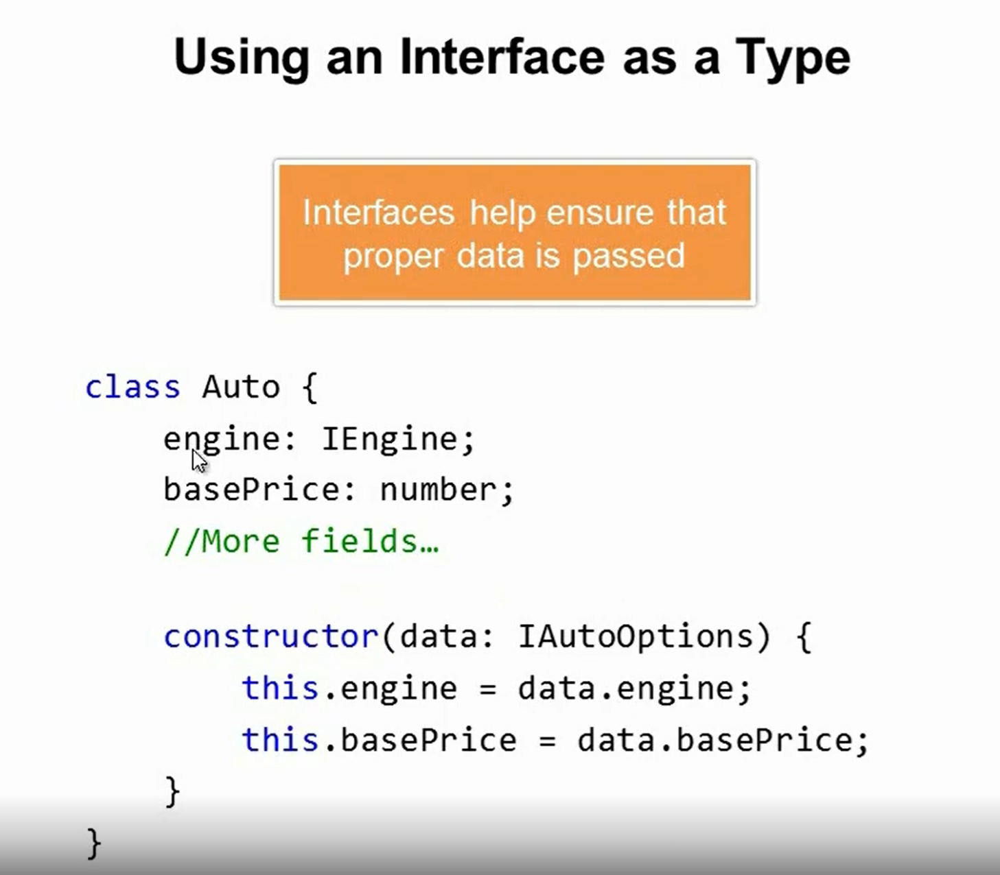 Using an Interface as a Type
Interfaces help ensure that
proper data is passed
class Auto {
    engine: IEngine;
    basePrice: number;
    //More fields…
    constructor(data: IAutoOptions) {
        this.engine = data.engine;
        this.basePrice = data.basePrice;
    }
}